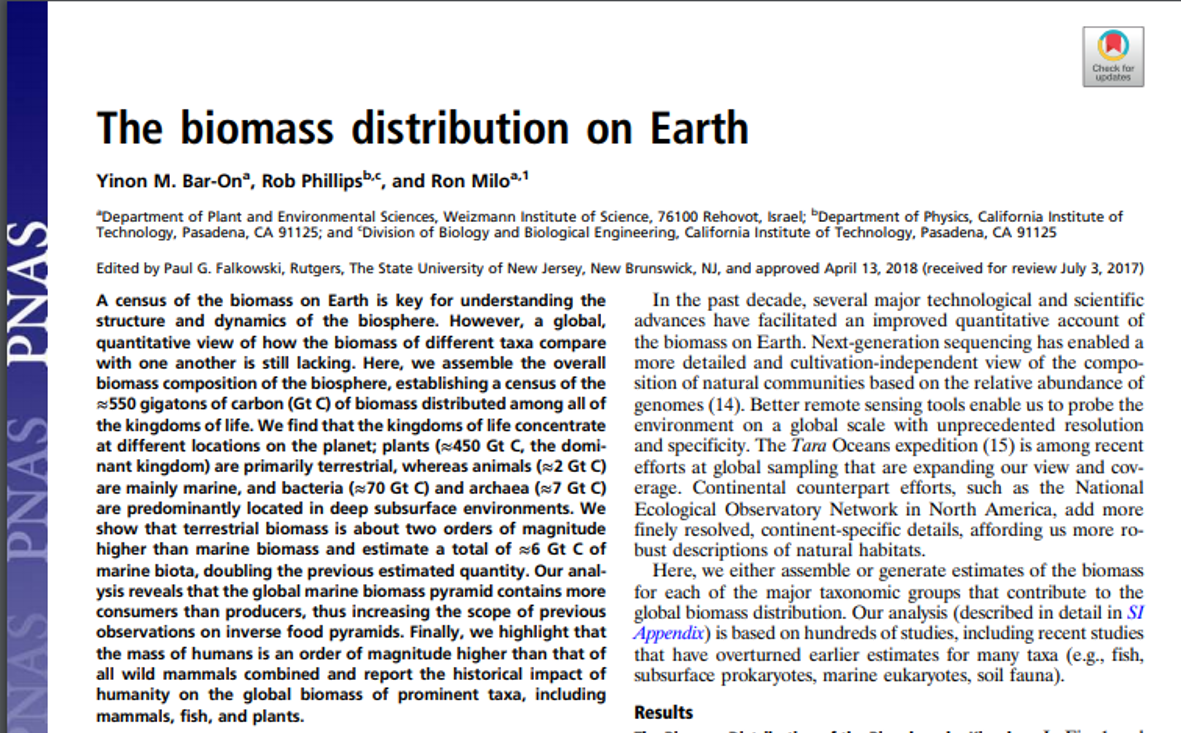 Check for
updates
The biomass distribution on Earth
Yinon M. Bar-Onᵃ, Rob Phillipsᵇ,ᶜ, and Ron Miloᵃ,¹
ᵃDepartment of Plant and Environmental Sciences, Weizmann Institute of Science, 76100 Rehovot, Israel; ᵇDepartment of Physics, California Institute of
Technology, Pasadena, CA 91125; and ᶜDivision of Biology and Biological Engineering, California Institute of Technology, Pasadena, CA 91125
Edited by Paul G. Falkowski, Rutgers, The State University of New Jersey, New Brunswick, NJ, and approved April 13, 2018 (received for review July 3, 2017)
A census of the biomass on Earth is key for understanding the
structure and dynamics of the biosphere. However, a global,
quantitative view of how the biomass of different taxa compare
with one another is still lacking. Here, we assemble the overall
biomass composition of the biosphere, establishing a census of the
≈550 gigatons of carbon (Gt C) of biomass distributed among all of
the kingdoms of life. We find that the kingdoms of life concentrate
at different locations on the planet; plants (≈450 Gt C, the domi-
nant kingdom) are primarily terrestrial, whereas animals (≈2 Gt C)
are mainly marine, and bacteria (≈70 Gt C) and archaea (≈7 Gt C)
are predominantly located in deep subsurface environments. We
show that terrestrial biomass is about two orders of magnitude
higher than marine biomass and estimate a total of ≈6 Gt C of
marine biota, doubling the previous estimated quantity. Our anal-
ysis reveals that the global marine biomass pyramid contains more
consumers than producers, thus increasing the scope of previous
observations on inverse food pyramids. Finally, we highlight that
the mass of humans is an order of magnitude higher than that of
all wild mammals combined and report the historical impact of
humanity on the global biomass of prominent taxa, including
mammals, fish, and plants.
In the past decade, several major technological and scientific
advances have facilitated an improved quantitative account of
the biomass on Earth. Next-generation sequencing has enabled a
more detailed and cultivation-independent view of the compo-
sition of natural communities based on the relative abundance of
genomes (14). Better remote sensing tools enable us to probe the
environment on a global scale with unprecedented resolution
and specificity. The Tara Oceans expedition (15) is among recent
efforts at global sampling that are expanding our view and cov-
erage. Continental counterpart efforts, such as the National
Ecological Observatory Network in North America, add more
finely resolved, continent-specific details, affording us more ro-
bust descriptions of natural habitats.
Here, we either assemble or generate estimates of the biomass
for each of the major taxonomic groups that contribute to the
global biomass distribution. Our analysis (described in detail in SI
Appendix) is based on hundreds of studies, including recent studies
that have overturned earlier estimates for many taxa (e.g., fish,
subsurface prokaryotes, marine eukaryotes, soil fauna).
Results
PNAS
PNAS
PNAS